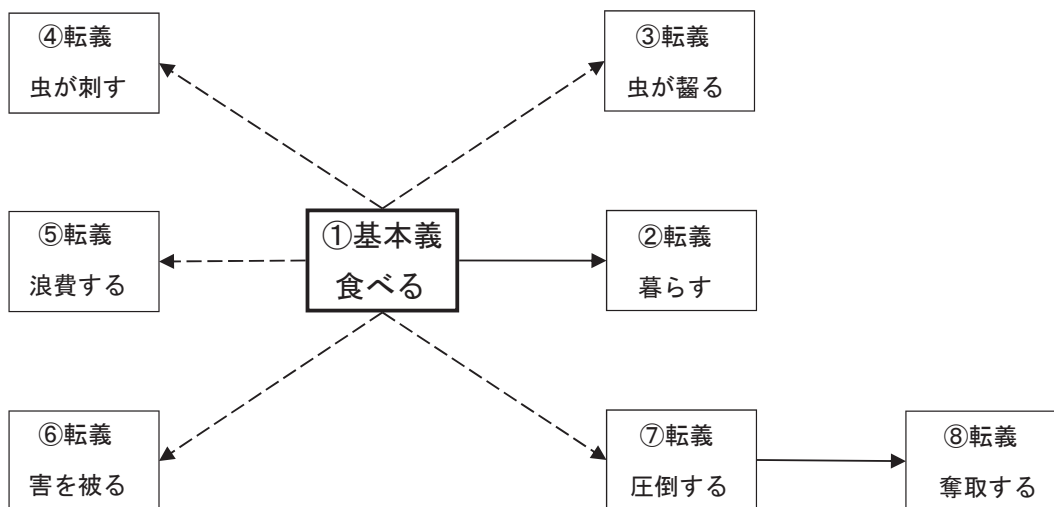 ④転義
虫が刺す
③転義
虫が齧る
⑤転義
浪費する
①基本義
食べる
②転義
暮らす
⑥転義
害を被る
⑦転義
圧倒する
⑧転義
奪取する